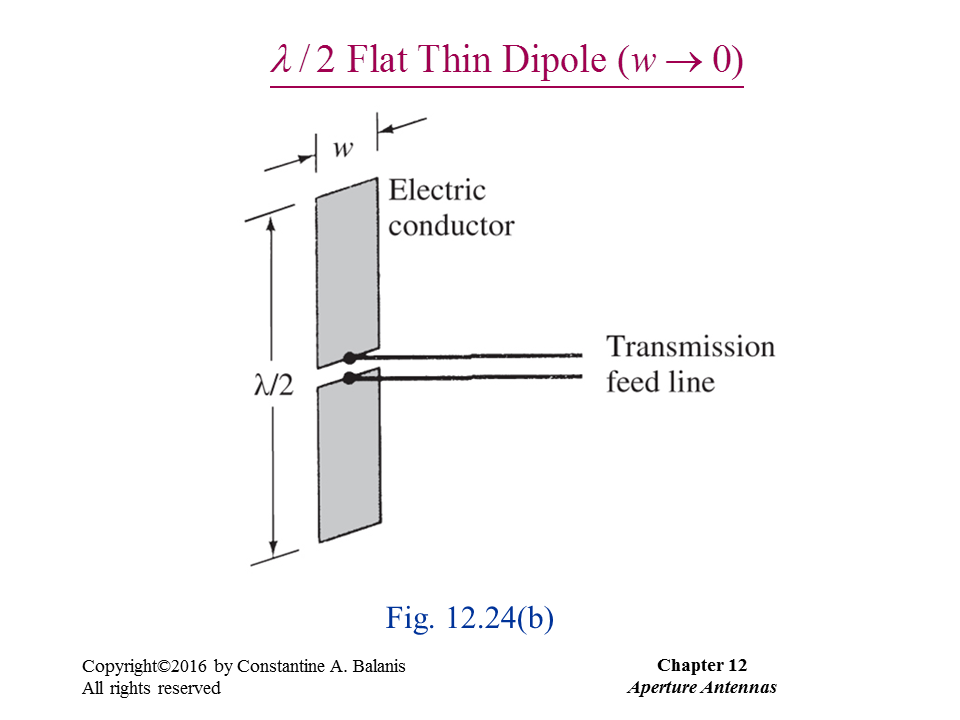 λ / 2 Flat Thin Dipole (w → 0)
w
Electric
conductor
Transmission
feed line
λ/2
Fig. 12.24(b)
Copyright©2016 by Constantine A. Balanis
All rights reserved
Chapter 12
Aperture Antennas